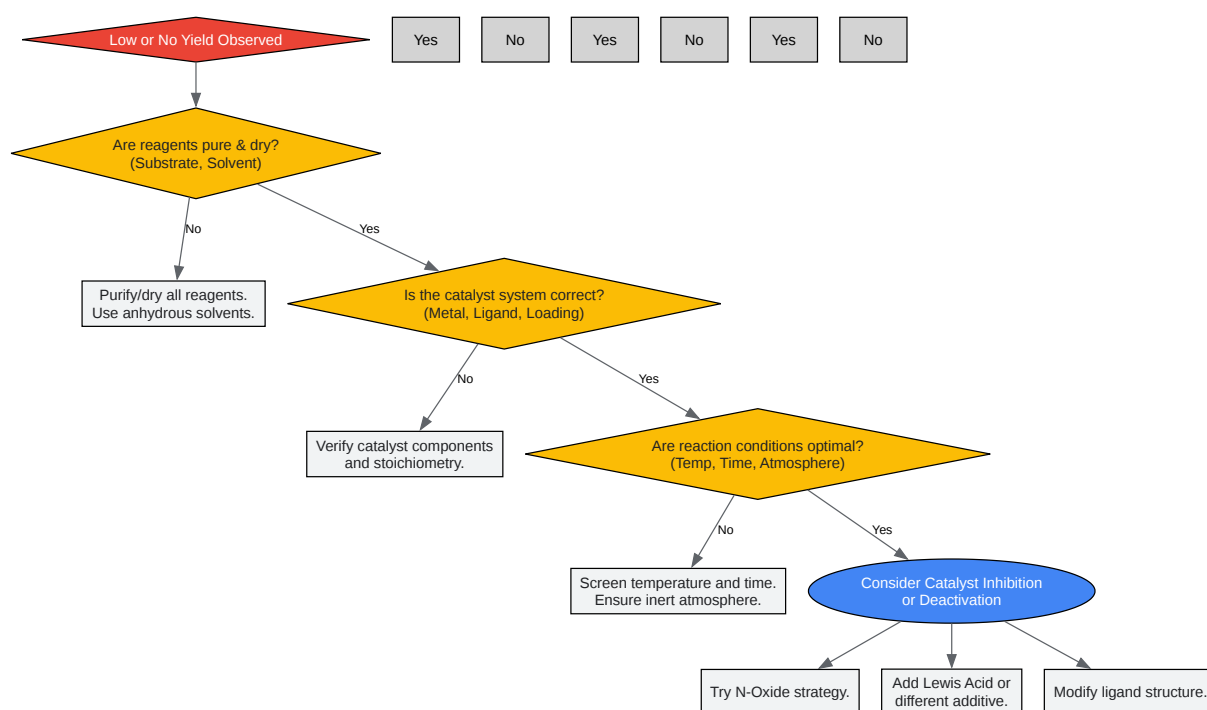 Low or No Yield Observed
Yes
No
Yes
No
Yes
No
Are reagents pure & dry?
(Substrate, Solvent)
No
Yes
Purify/dry all reagents.
Use anhydrous solvents.
Is the catalyst system correct?
(Metal, Ligand, Loading)
No
Yes
Verify catalyst components
and stoichiometry.
Are reaction conditions optimal?
(Temp, Time, Atmosphere)
No
Yes
Screen temperature and time.
Ensure inert atmosphere.
Consider Catalyst Inhibition
or Deactivation
Try N-Oxide strategy.
Add Lewis Acid or
different additive.
Modify ligand structure.